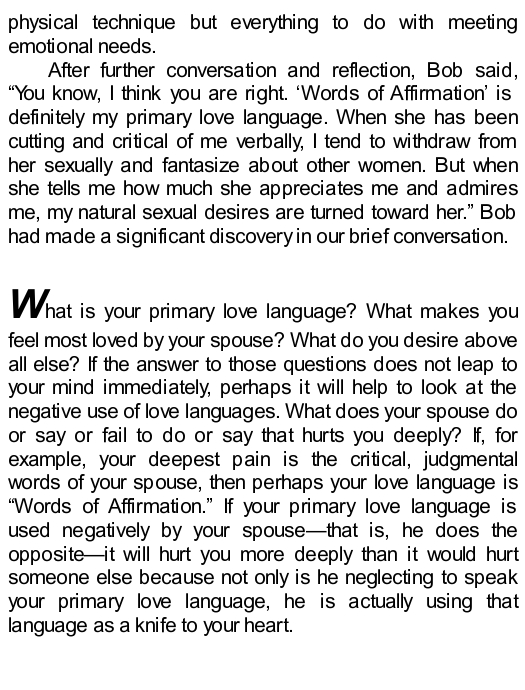 physical technique but everything to do with meeting
emotional needs.
After further conversation and reflection, Bob said,
“You know, I think you are right. ‘Words of Affirmation’ is
definitely my primary love language. When she has been
cutting and critical of me verbally, I tend to withdraw from
her sexually and fantasize about other women. But when
she tells me how much she appreciates me and admires
me, my natural sexual desires are turned toward her.” Bob
had made a significant discovery in our brief conversation.
What is your primary love language? What makes you
feel most loved by your spouse? What do you desire above
all else? If the answer to those questions does not leap to
your mind immediately, perhaps it will help to look at the
negative use of love languages. What does your spouse do
or say or fail to do or say that hurts you deeply? If, for
example, your deepest pain is the critical, judgmental
words of your spouse, then perhaps your love language is
“Words of Affirmation.” If your primary love language is
used negatively by your spouse—that is, he does the
opposite—it will hurt you more deeply than it would hurt
someone else because not only is he neglecting to speak
your primary love language, he is actually using that
language as a knife to your heart.